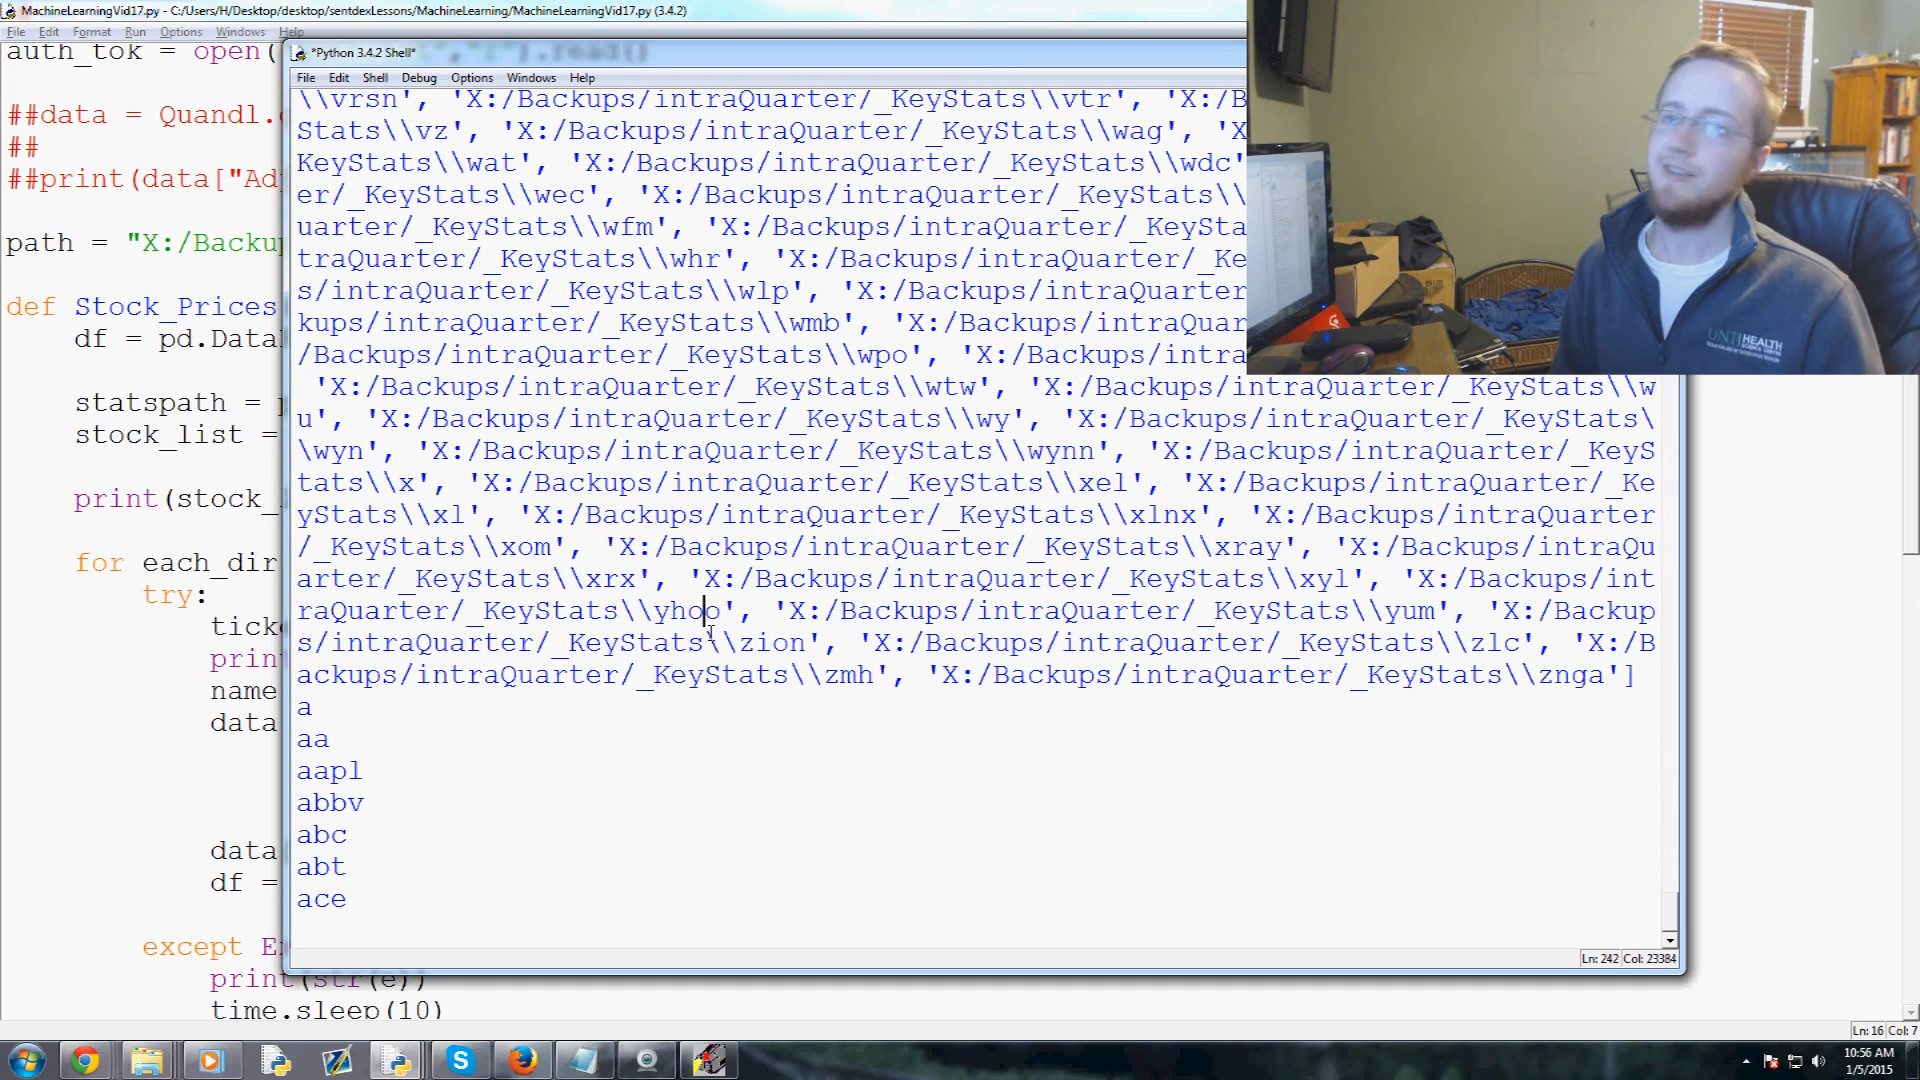 MachineLearningVid17.py - C:/Users/H/Desktop/desktop/sentdexLessons/MachineLearning/MachineLearningVid17.py (3.4.2)
File Edit Format Run Options Windows Help
auth_tok = open(
##data = Quandl.
##
##print(data["Ad
path = "X:/Backu
def Stock_Prices
df = pd.Data
statspath =
stock_list =
print(stock_
for each_dir
try:
tick
prin
name
data
data
df =
except E
print(str(e))
time.sleep(10)
*Python 3.4.2 Shell*
File Edit Shell Debug Options Windows Help
\\vrsn', 'X:/Backups/intraQuarter/_KeyStats\\vtr', 'X:/B
Stats\\vz', 'X:/Backups/intraQuarter/_KeyStats\\wag', 'X
KeyStats\\wat', 'X:/Backups/intraQuarter/_KeyStats\\wdc'
er/_KeyStats\\wec', 'X:/Backups/intraQuarter/_KeyStats\\
uarter/_KeyStats\\wfm', 'X:/Backups/intraQuarter/_KeySta
traQuarter/_KeyStats\\whr', 'X:/Backups/intraQuarter/_Ke
s/intraQuarter/_KeyStats\\wlp', 'X:/Backups/intraQuarter
kups/intraQuarter/_KeyStats\\wmb', 'X:/Backups/intraQuar
/Backups/intraQuarter/_KeyStats\\wpo', 'X:/Backups/intra
'X:/Backups/intraQuarter/_KeyStats\\wtw', 'X:/Backups/intraQuarter/_KeyStats\\w
u', 'X:/Backups/intraQuarter/_KeyStats\\wy', 'X:/Backups/intraQuarter/_KeyStats\
\wyn', 'X:/Backups/intraQuarter/_KeyStats\\wynn', 'X:/Backups/intraQuarter/_KeyS
tats\\x', 'X:/Backups/intraQuarter/_KeyStats\\xel', 'X:/Backups/intraQuarter/_Ke
yStats\\xl', 'X:/Backups/intraQuarter/_KeyStats\\xlnx', 'X:/Backups/intraQuarter
/_KeyStats\\xom', 'X:/Backups/intraQuarter/_KeyStats\\xray', 'X:/Backups/intraQu
arter/_KeyStats\\xrx', 'X:/Backups/intraQuarter/_KeyStats\\xyl', 'X:/Backups/int
raQuarter/_KeyStats\\yhoo', 'X:/Backups/intraQuarter/_KeyStats\\yum', 'X:/Backup
s/intraQuarter/_KeyStats\\zion', 'X:/Backups/intraQuarter/_KeyStats\\zlc', 'X:/B
ackups/intraQuarter/_KeyStats\\zmh', 'X:/Backups/intraQuarter/_KeyStats\\znga']
a
aa
aapl
abbv
abc
abt
ace
Ln: 242 Col: 23384
Ln: 16 Col: 7
UNTHEALTH
10:56 AM
1/5/2015